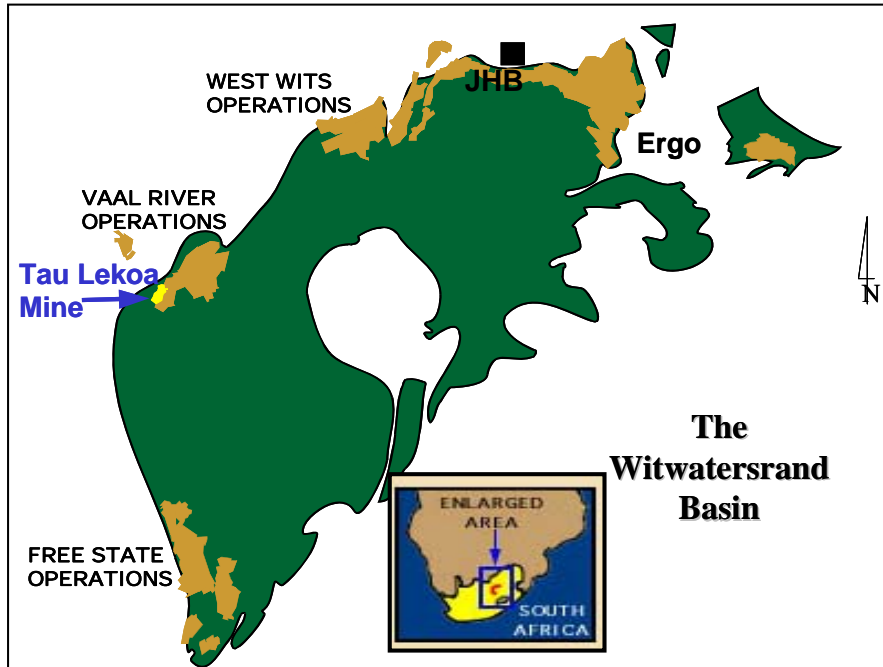 WEST WITS
OPERATIONS
JHB
Ergo
VAAL RIVER
OPERATIONS
Tau Lekoa
Mine
N
The
Witwatersrand
Basin
ENLARGED
AREA
FREE STATE
OPERATIONS
SOUTH
AFRICA